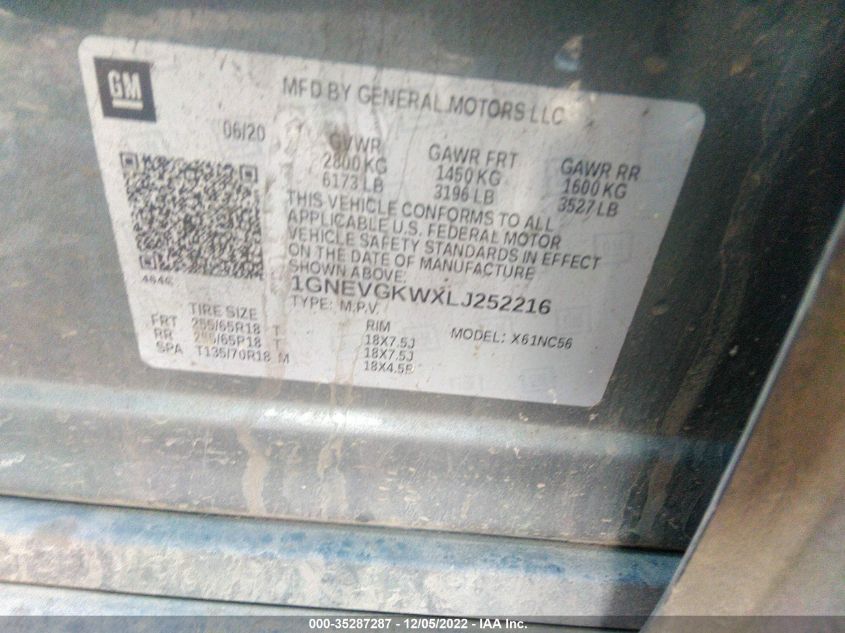 GM
MFD BY GENERAL MOTORS LLC
06/20
GVWR GAWR FRT GAWR RR
2800 KG 1450 KG 1600 KG
6173 LB 3196 LB 3527 LB
THIS VEHICLE CONFORMS TO ALL
APPLICABLE U.S. FEDERAL MOTOR
VEHICLE SAFETY STANDARDS IN EFFECT
ON THE DATE OF MANUFACTURE
SHOWN ABOVE.
4646
1GNEVGKWXLJ252216
TYPE: M.P.V. MODEL: X61NC56
TIRE SIZE RIM
FRT 255/65R18 T 18X7.5J
RR 255/65R18 T 18X7.5J
SPA T135/70R18 M 18X4.5B
000-35287287 - 12/05/2022 - IAA Inc.